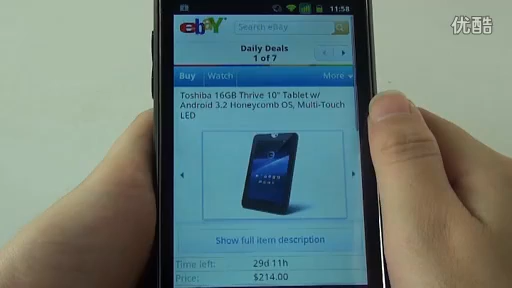 11:58
优酷
ebaY
Search eBay
Daily Deals
1 of 7
Buy
Watch
More
Toshiba 16GB Thrive 10" Tablet w/
Android 3.2 Honeycomb OS, Multi-Touch
LED
Show full item description
Time left: 29d 11h
Price: $214.00